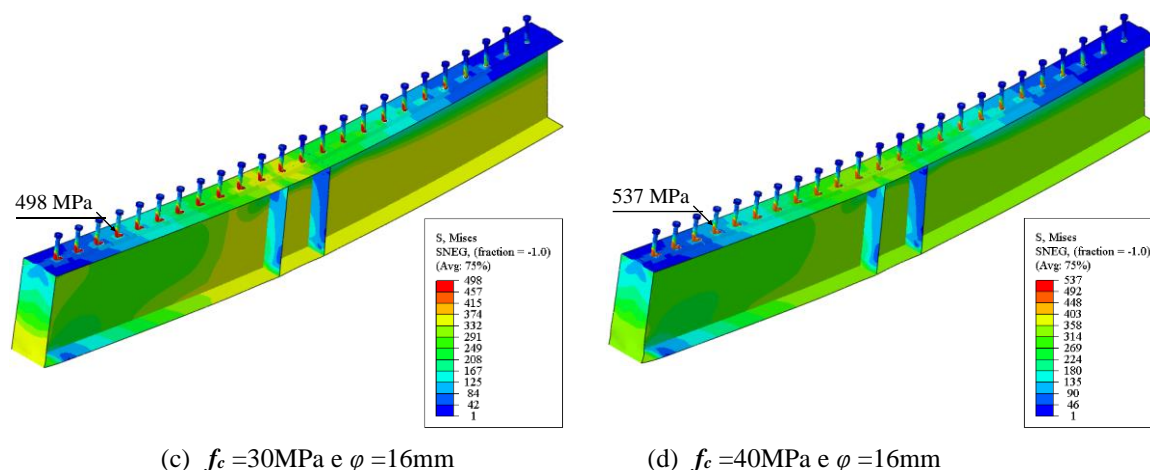 498 MPa
S, Mises
SNEG, (fraction = -1.0)
(Avg: 75%)
498
457
415
374
332
291
249
208
167
125
84
42
1
(c) fc =30MPa e φ =16mm
537 MPa
S, Mises
SNEG, (fraction = -1.0)
(Avg: 75%)
537
492
448
403
358
314
269
224
180
135
90
46
1
(d) fc =40MPa e φ =16mm